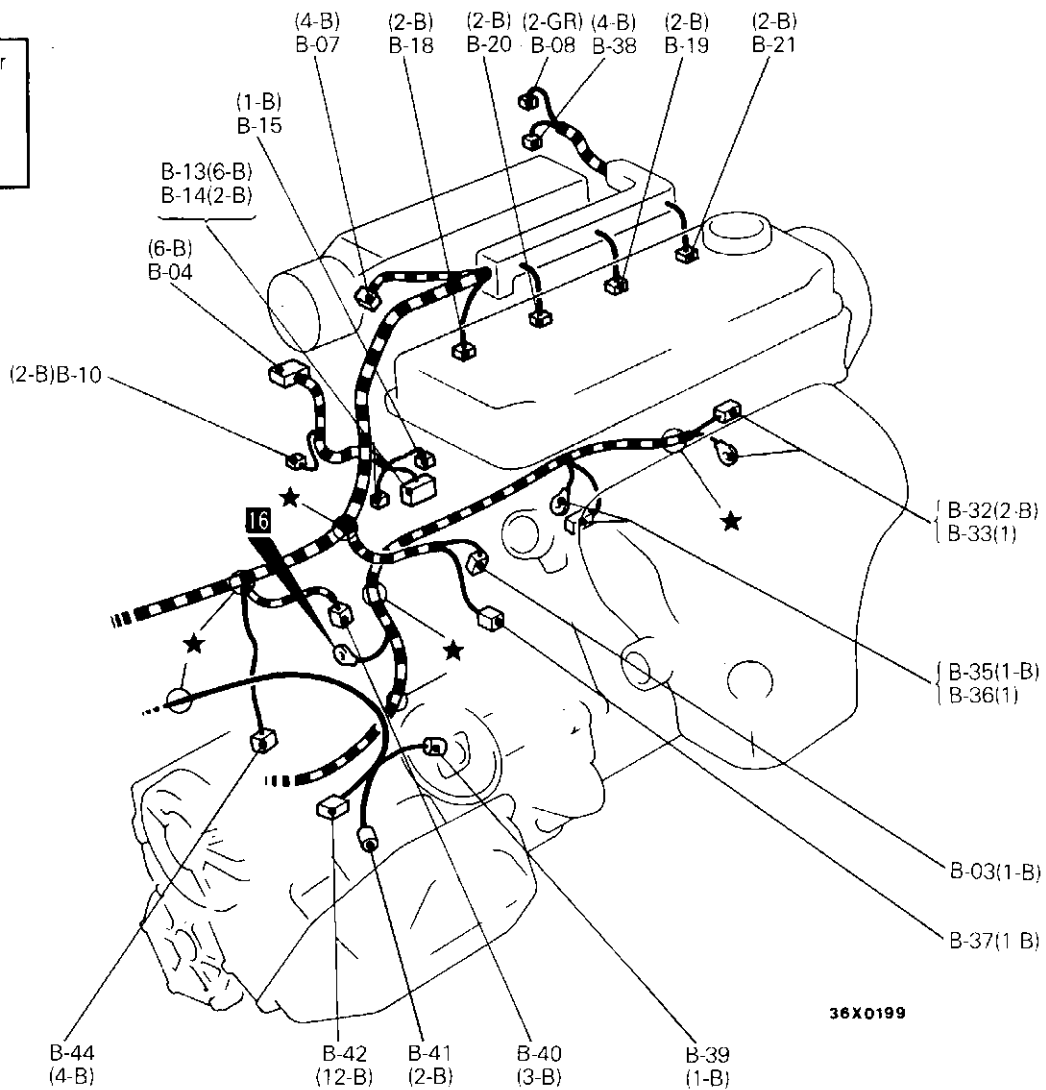 r
(4-B) (2-B) (2-B) (2-GR) (4-B) (2-B) (2-B)
B-07 B-18 B-20 B-08 B-38 B-19 B-21
(1-B)
B-15
B-13(6-B)
B-14(2-B)
(6-B)
B-04
(2-B)B-10
16
B-32(2-B)
B-33(1)
B-35(1-B)
B-36(1)
B-03(1-B)
B-37(1 B)
36X0199
B-44 B-42 B-41 B-40 B-39
(4-B) (12-B) (2-B) (3-B) (1-B)